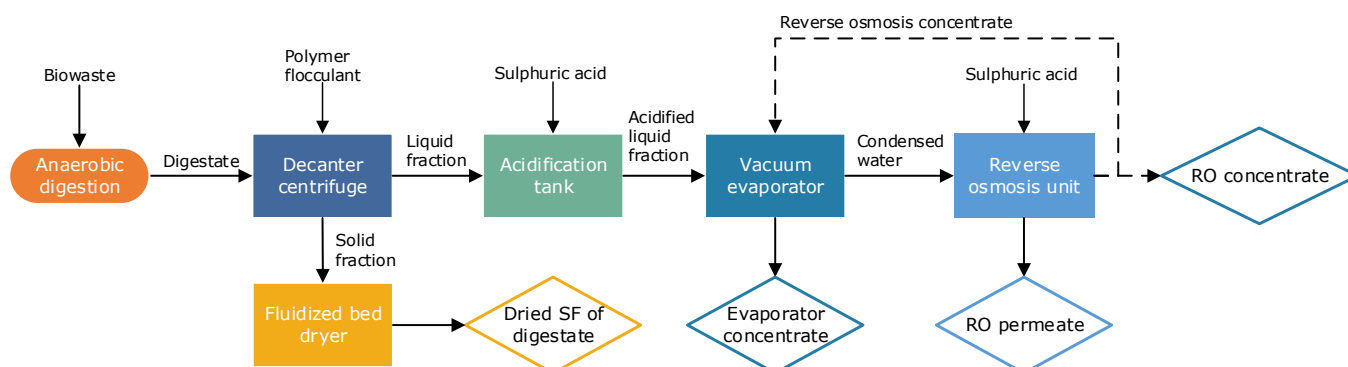 Reverse osmosis concentrate
Biowaste
Polymer
flocculant
Sulphuric acid
Sulphuric acid
Anaerobic
digestion
Digestate
Decanter
centrifuge
Liquid
fraction
Acidification
tank
Acidified
liquid
fraction
Vacuum
evaporator
Condensed
water
Reverse
osmosis unit
RO concentrate
Solid
fraction
Fluidized bed
dryer
Dried SF of
digestate
Evaporator
concentrate
RO permeate